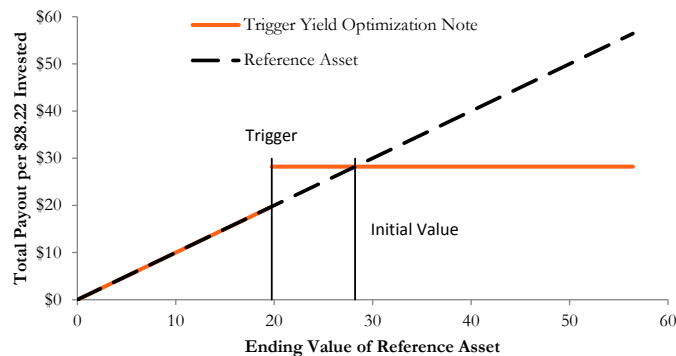 Total Payout per $28.22 Invested
$60
$50
$40
$30
$20
$10
$0
Trigger Yield Optimization Note
Reference Asset
Trigger
Initial Value
0
10
20
30
40
50
60
Ending Value of Reference Asset